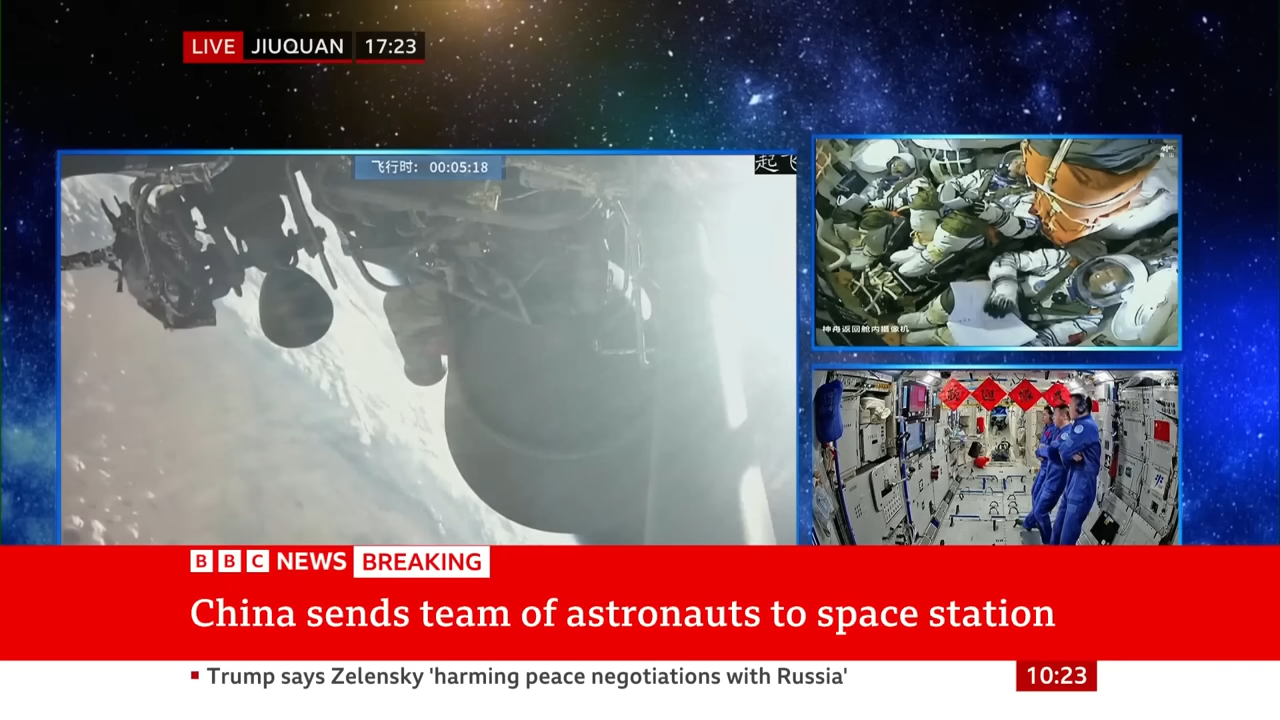 LIVE JIUQUAN 17:23
飞行时: 00:05:18
起飞
神舟返回舱内摄像机
BBC NEWS BREAKING
China sends team of astronauts to space station
Trump says Zelensky 'harming peace negotiations with Russia'
10:23